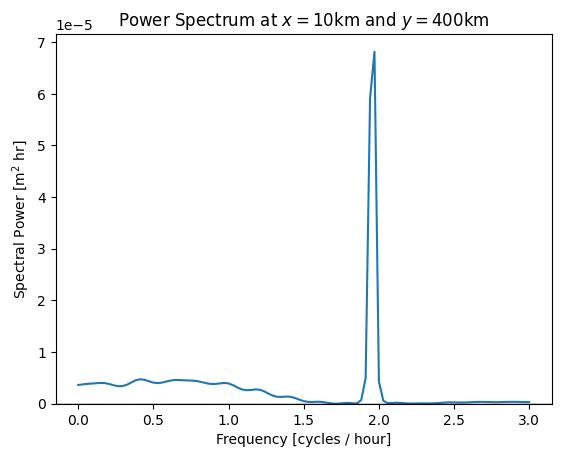 Power Spectrum at x = 10km and y = 400km
1e−5
7
6
5
4
3
2
1
0
Spectral Power [m² hr]
0.0 0.5 1.0 1.5 2.0 2.5 3.0
Frequency [cycles / hour]